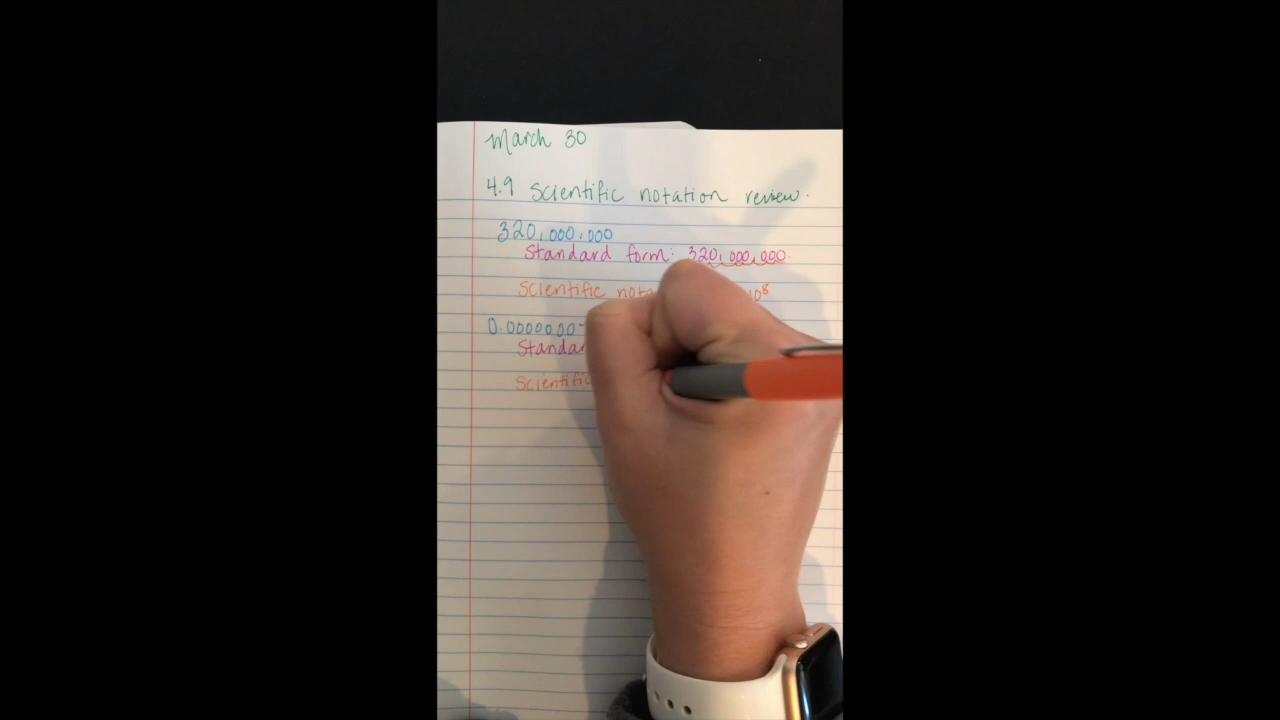 March 30
4.9 Scientific notation review.
320,000,000
Standard form: 320,000,000.
Scientific 10⁸
0.0000000
Scientific